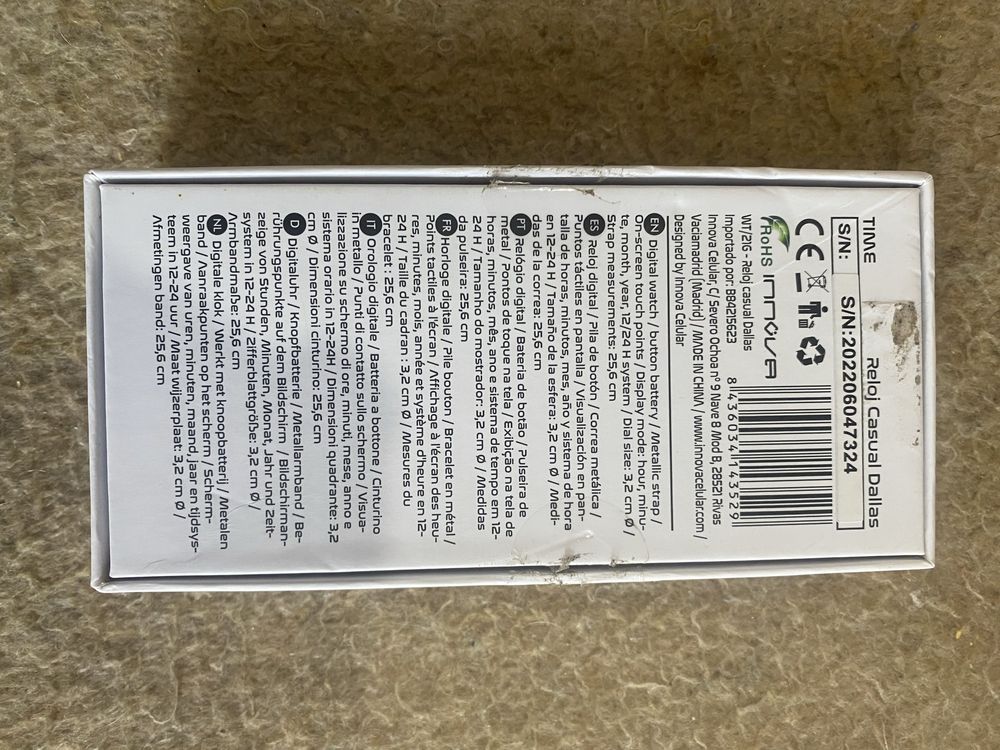 TIME
Reloj Casual Dallas
S/N:
S/N:202206047324
RoHS
innova
8 436034 143529
WT/21G - Reloj casual Dallas
Importado por: B84215623
Innova Celular, C/ Severo Ochoa nº 9 Nave 8 Mod B, 28521 Rivas
Vaciamadrid (Madrid) / MADE IN CHINA / www.innovacelular.com /
Designed by Innova Celular
EN Digital watch / button battery / Metallic strap /
On-screen touch points / Display mode: hour, minu-
te, month, year, 12/24H system / Dial size: 3,2 cm Ø /
Strap measurements: 25,6 cm
ES Reloj digital / Pila de botón / Correa metálica /
Puntos táctiles en pantalla / Visualización en pan-
talla de horas, minutos, mes, año y sistema de hora
en 12-24H / Tamaño de la esfera: 3,2 cm Ø / Medi-
das de la correa: 25,6 cm
PT Relógio digital / Bateria de botão / Pulseira de
metal / Pontos de toque na tela / Exibição na tela de
horas, minutos, mês, ano e sistema de tempo em 12-
24H / Tamanho do mostrador: 3,2 cm Ø / Medidas
da pulseira: 25,6 cm
FR Horloge digitale / Pile bouton / Bracelet en métal /
Points tactiles à l'écran / Affichage à l'écran des heu-
res, minutes, mois, année et système d'heure en 12-
24 H / Taille du cadran : 3,2 cm Ø / Mesures du
bracelet : 25,6 cm
IT Orologio digitale / Batteria a bottone / Cinturino
in metallo / Punti di contatto sullo schermo / Visua-
lizzazione su schermo di ore, minuti, mese, anno e
sistema orario in 12-24H / Dimensioni quadrante: 3,2
cm Ø / Dimensioni cinturino: 25,6 cm
D Digitaluhr / Knopfbatterie / Metallarmband / Be-
rührungspunkte auf dem Bildschirm / Bildschirman-
zeige von Stunden, Minuten, Monat, Jahr und Zeit-
system in 12-24H / Zifferblattgröße: 3,2 cm Ø /
Armbandmaße: 25,6 cm
NL Digitale klok / Werkt met knoopbatterij / Metalen
band / Aanraakpunten op het scherm / Scherm-
weergave van uren, minuten, maand, jaar en tijdsys-
teem in 12-24 uur / Maat wijzerplaat: 3,2 cm Ø /
Afmetingen band: 25,6 cm